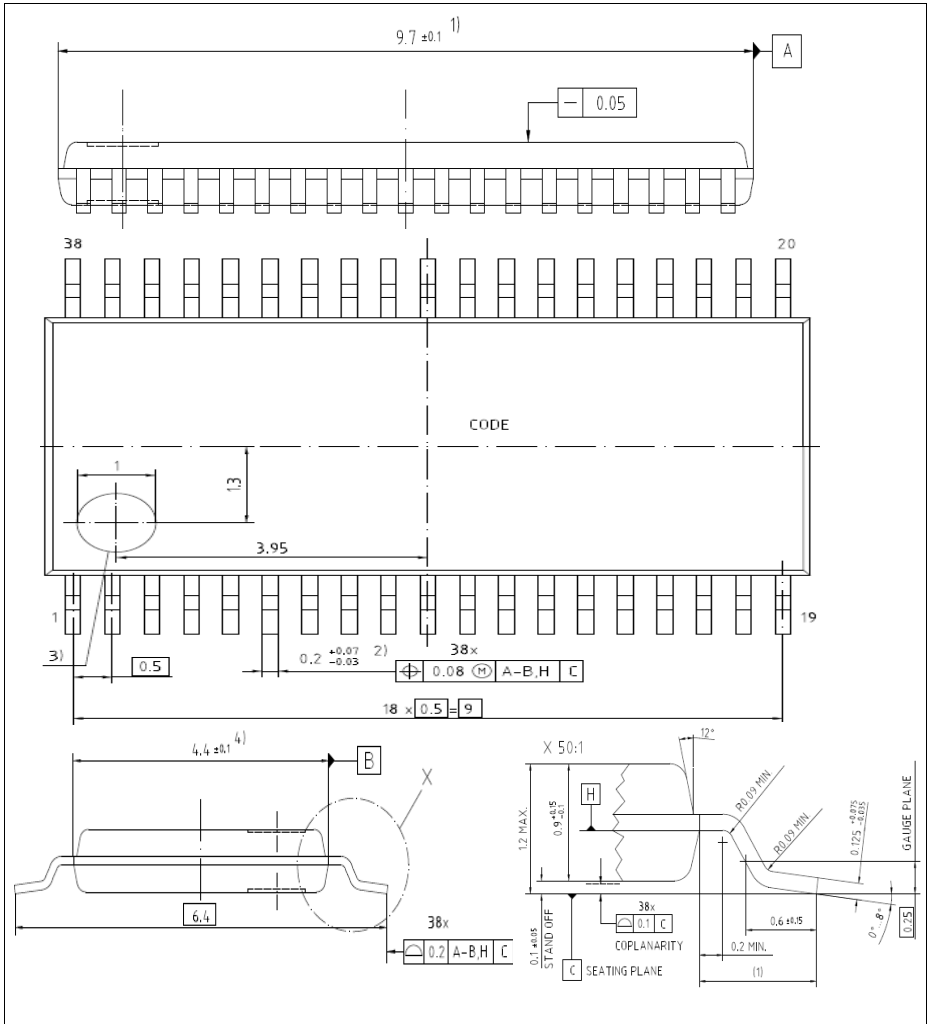 9.7 ±0.1 1)
A
— 0.05
38
20
CODE
1
1.3
3.95
1
19
3)
0.5
0.2 +0.07 -0.03 2)
38x
⌖ 0.08 Ⓜ A-B,H C
18 x 0.5 = 9
4.4 ±0.1 4)
B
X
6.4
38x
⌓ 0.2 A-B,H C
X 50:1
12°
H
1.2 MAX.
0.9 +0.15 -0.1
R0.09 MIN.
R0.09 MIN.
0.125 +0.075 -0.035
GAUGE PLANE
0.1 ±0.05
STAND OFF
38x
⌓ 0.1 C
COPLANARITY
C SEATING PLANE
0.6 ±0.15
0.2 MIN.
(1)
0°...8°
0.25